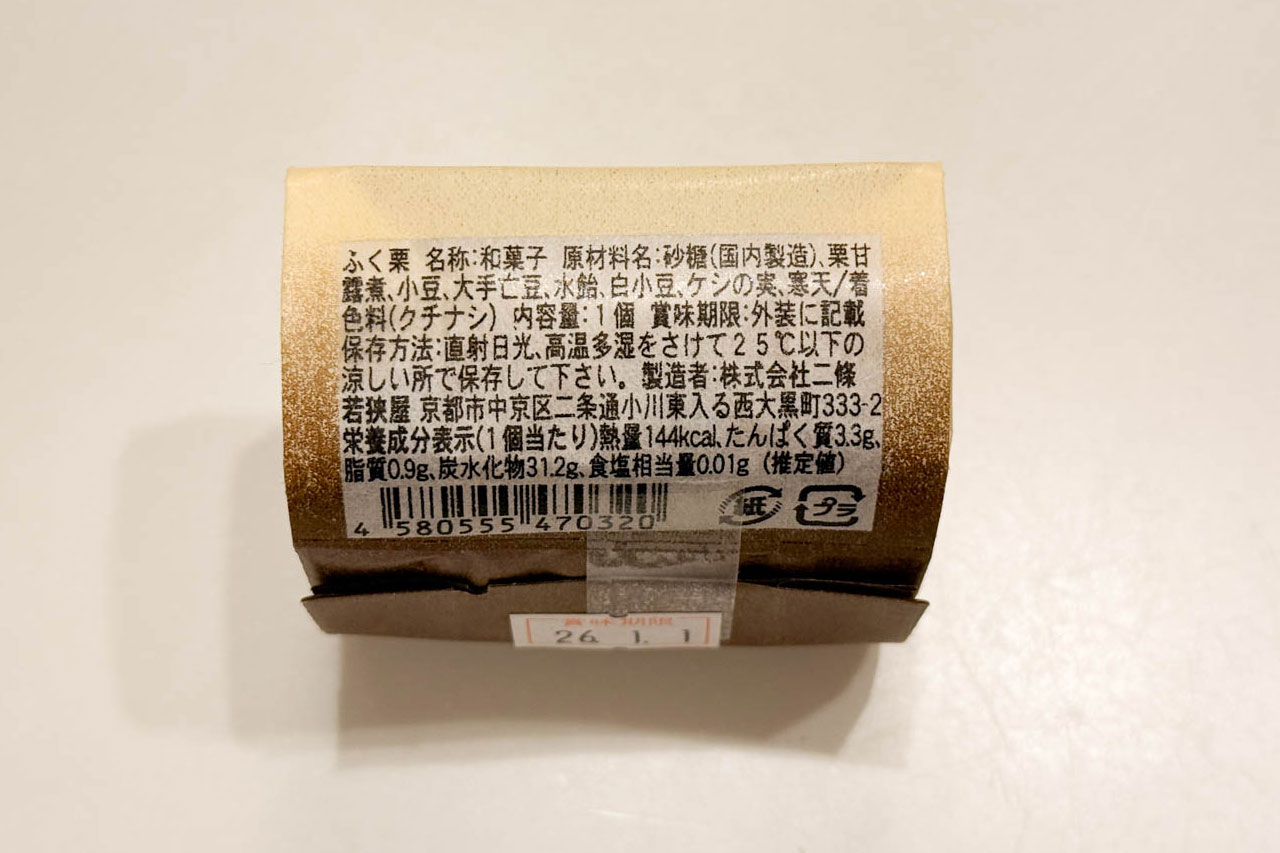 ふく栗 名称:和菓子 原材料名:砂糖(国内製造)、栗甘
露煮、小豆、大手亡豆、水飴、白小豆、ケシの実、寒天/着
色料(クチナシ) 内容量:1個 賞味期限:外装に記載
保存方法:直射日光、高温多湿をさけて25℃以下の
涼しい所で保存して下さい。製造者:株式会社二條
若狭屋 京都市中京区二条通小川東入る西大黒町333-2
栄養成分表示(1個当たり)熱量144kcal、たんぱく質3.3g、
脂質0.9g、炭水化物31.2g、食塩相当量0.01g (推定値)
4 580555 470320
紙 プラ
賞味期限
26. 1. 1